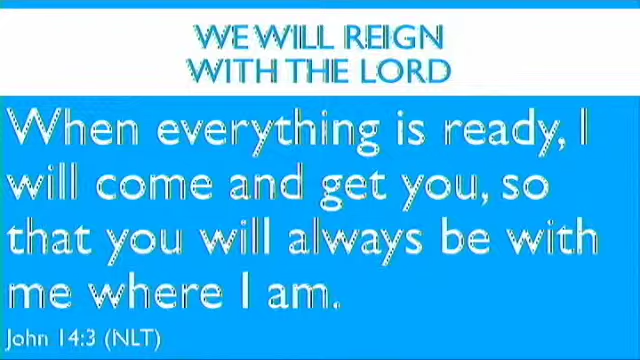 WE WILL REIGN
WITH THE LORD
When everything is ready, I
will come and get you, so
that you will always be with
me where I am.
John 14:3 (NLT)